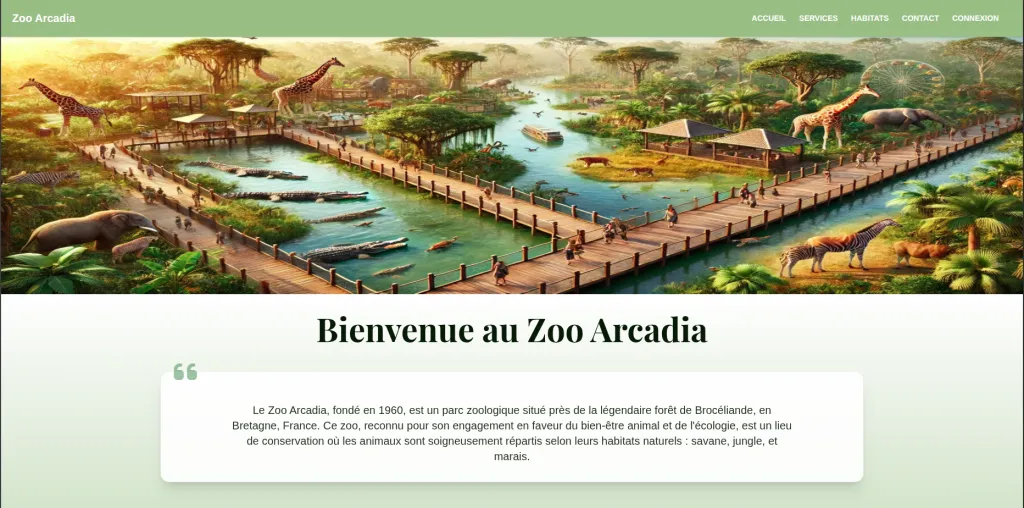 Zoo Arcadia
ACCUEIL SERVICES HABITATS CONTACT CONNEXION
Bienvenue au Zoo Arcadia
Le Zoo Arcadia, fondé en 1960, est un parc zoologique situé près de la légendaire forêt de Brocéliande, en
Bretagne, France. Ce zoo, reconnu pour son engagement en faveur du bien-être animal et de l'écologie, est un lieu
de conservation où les animaux sont soigneusement répartis selon leurs habitats naturels : savane, jungle, et
marais.